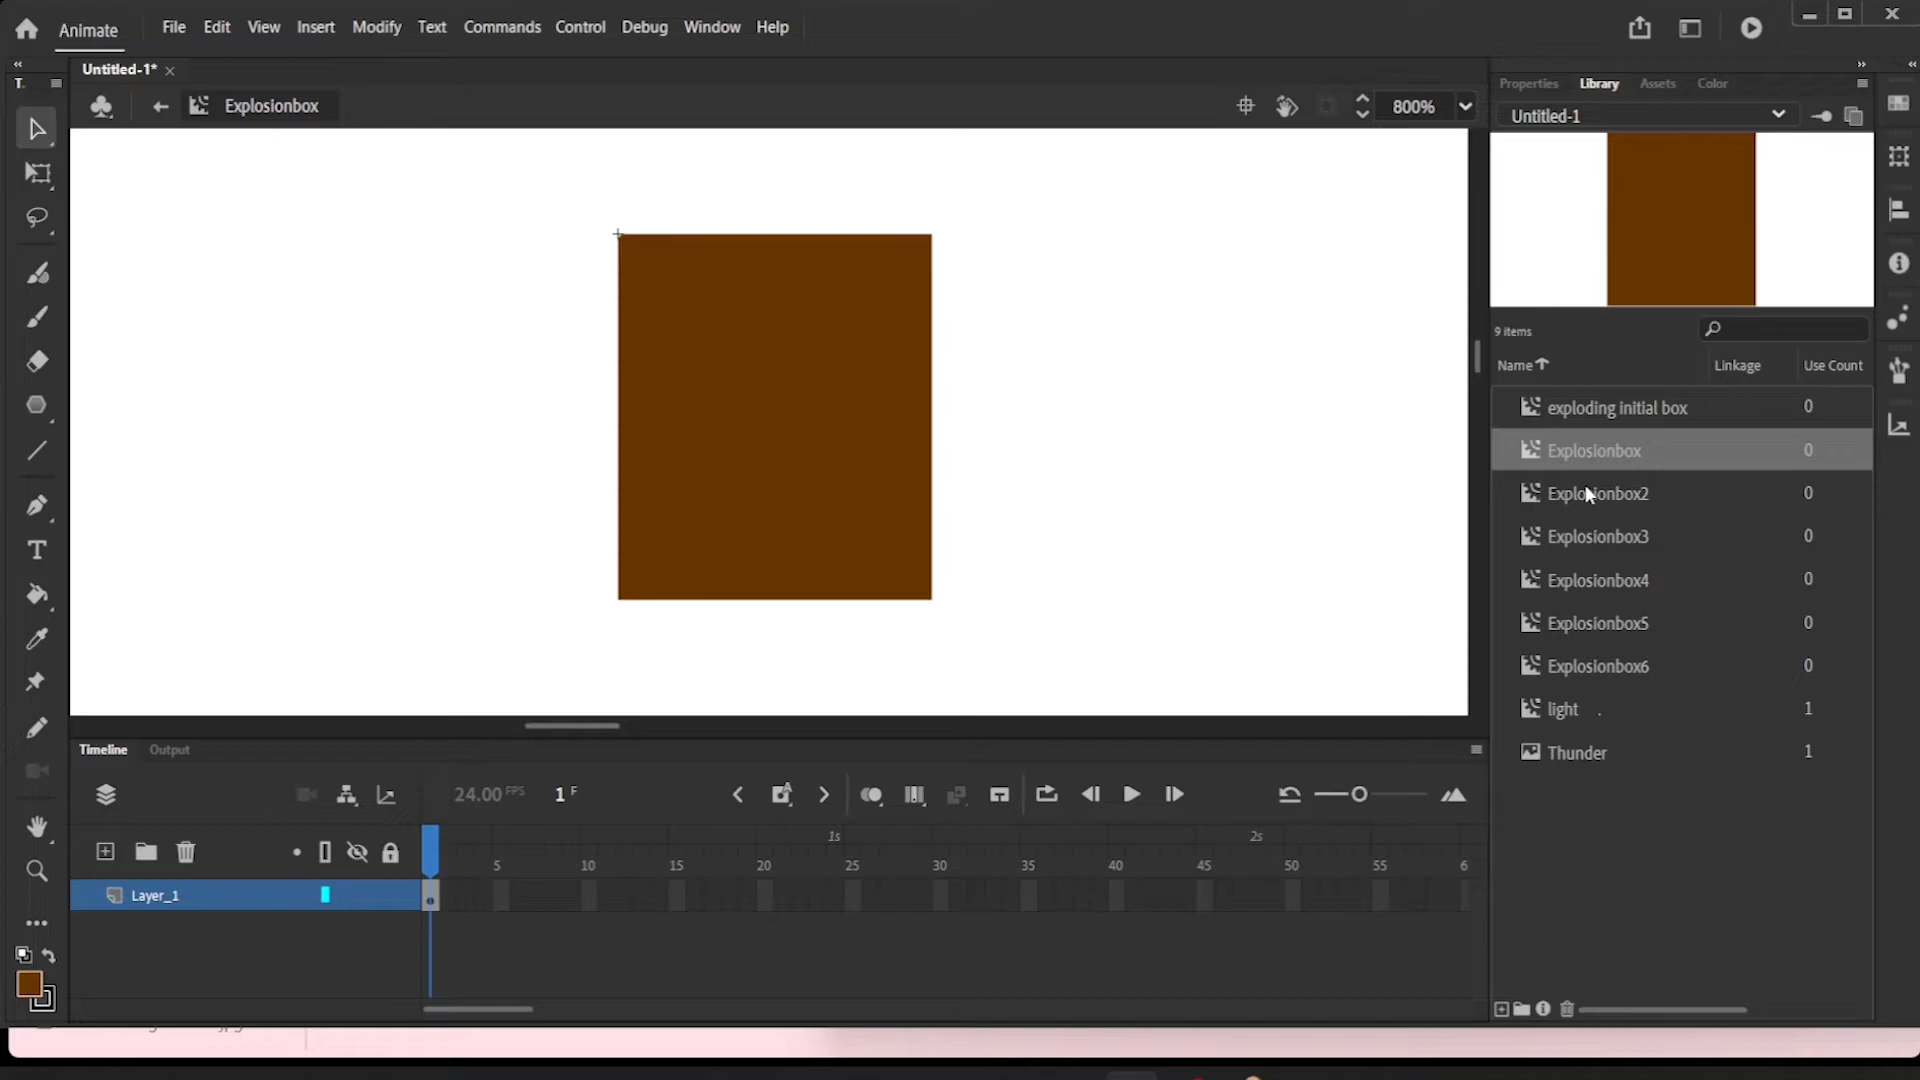 Animate File Edit View Insert Modify Text Commands Control Debug Window Help
T. Untitled-1*
Explosionbox 800%
Properties Library Assets Color
Untitled-1
9 items
Name Linkage Use Count
exploding initial box 0
Explosionbox 0
Explosionbox2 0
Explosionbox3 0
Explosionbox4 0
Explosionbox5 0
Explosionbox6 0
light 1
Thunder 1
Timeline Output
24.00 FPS 1 F
1s 2s
5 10 15 20 25 30 35 40 45 50 55 6
Layer_1